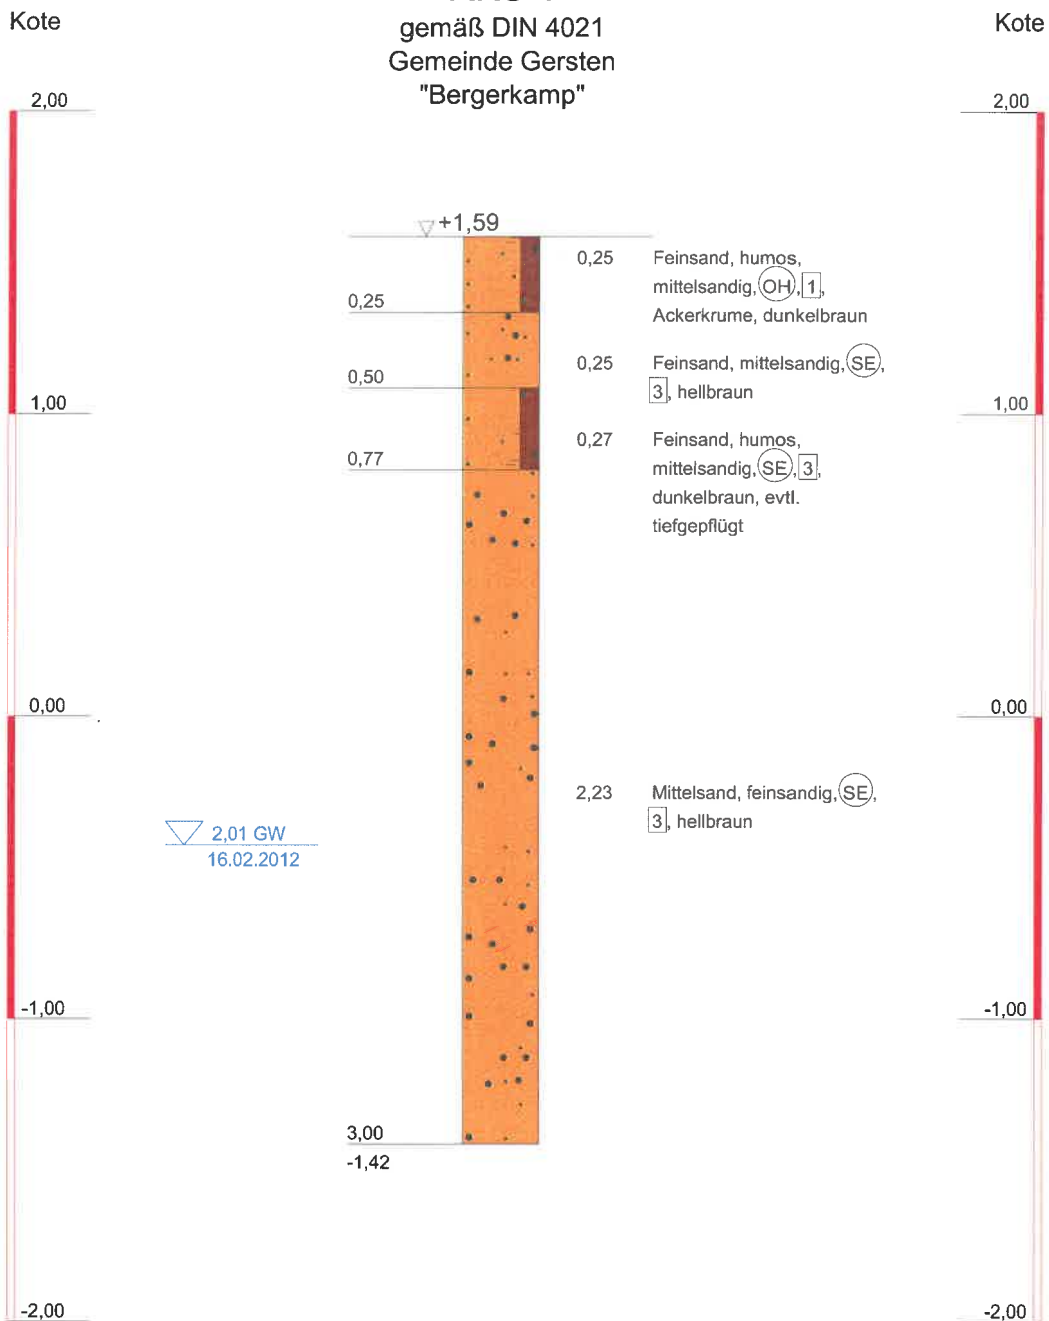 Kote
Kote
gemäß DIN 4021
Gemeinde Gersten
"Bergerkamp"
2,00
2,00
+1,59
0,25 Feinsand, humos,
mittelsandig, OH, 1,
Ackerkrume, dunkelbraun
0,25
0,25 Feinsand, mittelsandig, SE,
3, hellbraun
0,50
1,00
1,00
0,27 Feinsand, humos,
mittelsandig, SE, 3,
dunkelbraun, evtl.
tiefgepflügt
0,77
0,00
0,00
2,23 Mittelsand, feinsandig, SE,
3, hellbraun
2,01 GW
16.02.2012
-1,00
-1,00
3,00
-1,42
-2,00
-2,00